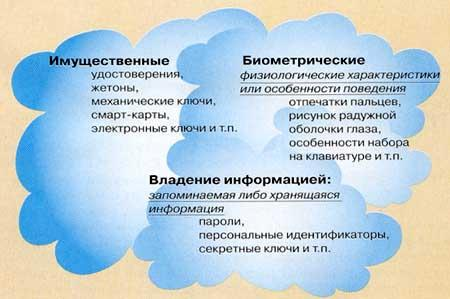 Имущественные
удостоверения,
жетоны,
механические ключи,
смарт-карты,
электронные ключи и т.п.
Биометрические
физиологические характеристики
или особенности поведения
отпечатки пальцев,
рисунок радужной
оболочки глаза,
особенности набора
на клавиатуре и т.п.
Владение информацией:
запоминаемая либо хранящаяся
информация
пароли,
персональные идентификаторы,
секретные ключи и т.п.